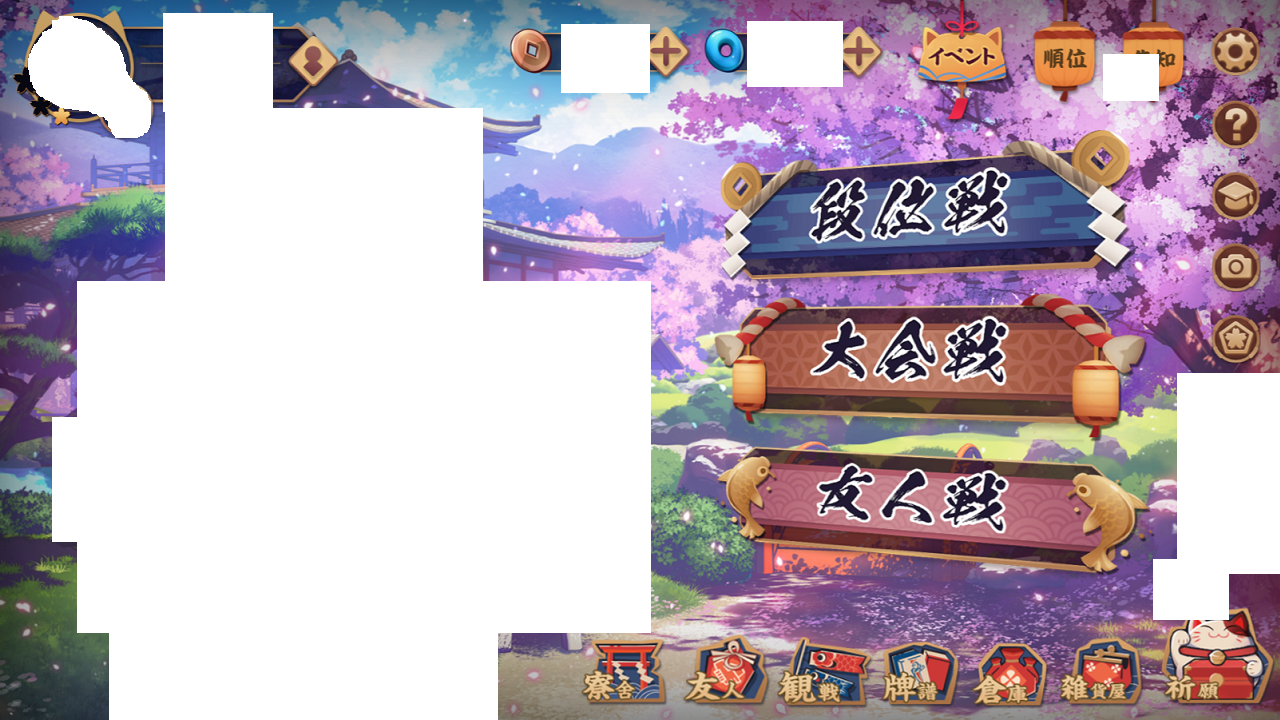 イベント
順位
知
段位戦
大会戦
友人戦
寮舎
友人
観戦
牌譜
倉庫
雑貨屋
祈願